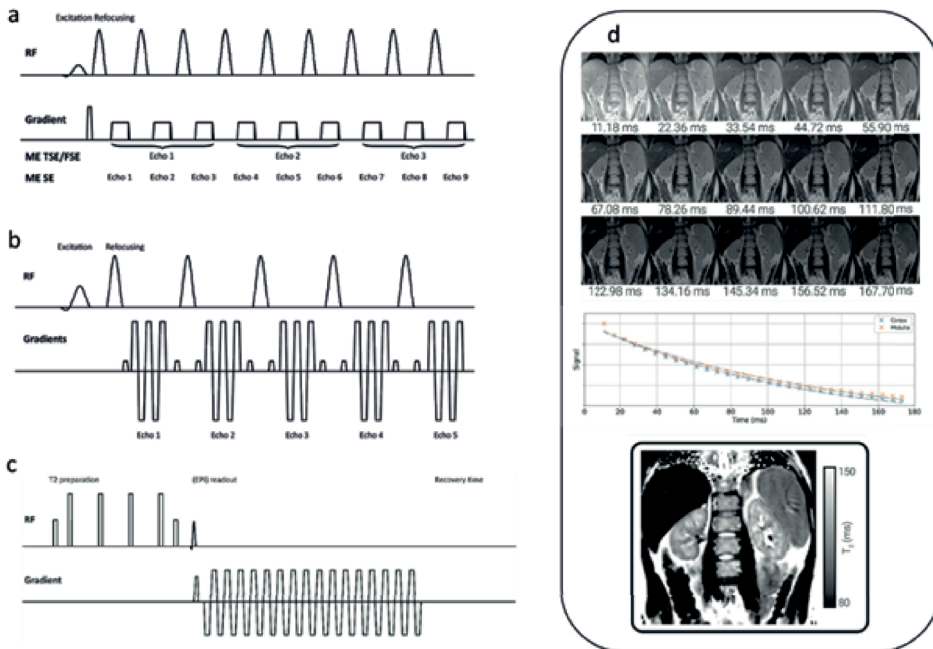 a
Excitation Refocusing
RF
Gradient
ME TSE/FSE
Echo 1 Echo 2 Echo 3
ME SE
Echo 1 Echo 2 Echo 3 Echo 4 Echo 5 Echo 6 Echo 7 Echo 8 Echo 9
b
Excitation Refocusing
RF
Gradients
Echo 1 Echo 2 Echo 3 Echo 4 Echo 5
c
T2 preparation (EPI) readout Recovery time
RF
Gradient
d
11.18 ms 22.36 ms 33.54 ms 44.72 ms 55.90 ms
67.08 ms 78.26 ms 89.44 ms 100.62 ms 111.80 ms
122.98 ms 134.16 ms 145.34 ms 156.52 ms 167.70 ms
Cortex
Medulla
Signal
0 20 40 60 80 100 120 140 160 180
Time (ms)
150
T2 (ms)
80